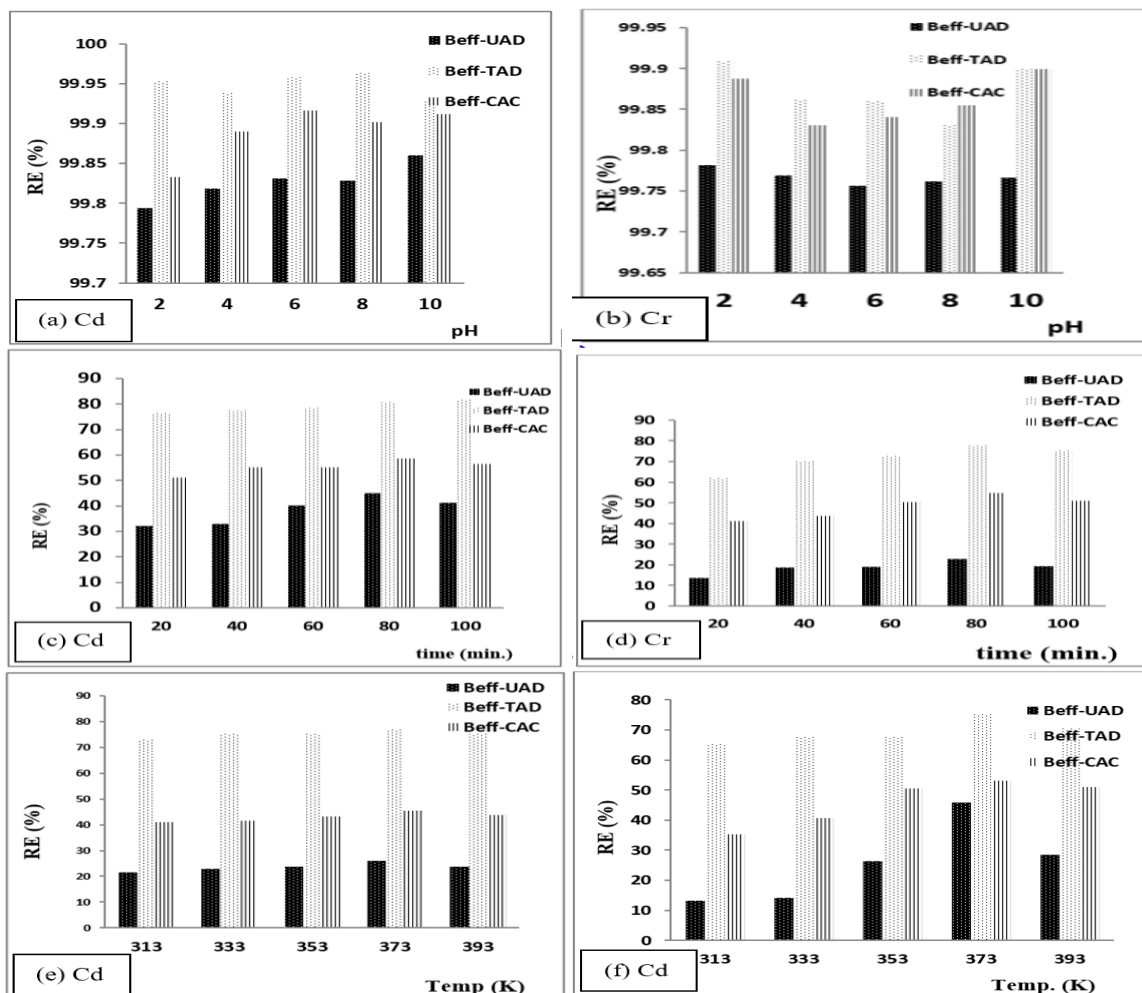 100
99.95
99.9
99.85
99.8
99.75
99.7
RE (%)
Beff-UAD
Beff-TAD
Beff-CAC
2 4 6 8 10
pH
(a) Cd
99.95
99.9
99.85
99.8
99.75
99.7
99.65
RE (%)
Beff-UAD
Beff-TAD
Beff-CAC
2 4 6 8 10
pH
(b) Cr
90
80
70
60
50
40
30
20
10
0
RE (%)
Beff-UAD
Beff-TAD
Beff-CAC
20 40 60 80 100
time (min.)
(c) Cd
90
80
70
60
50
40
30
20
10
0
RE (%)
Beff-UAD
Beff-TAD
Beff-CAC
20 40 60 80 100
time (min.)
(d) Cr
90
80
70
60
50
40
30
20
10
0
RE (%)
Beff-UAD
Beff-TAD
Beff-CAC
313 333 353 373 393
Temp (K)
(e) Cd
80
70
60
50
40
30
20
10
0
RE (%)
Beff-UAD
Beff-TAD
Beff-CAC
313 333 353 373 393
Temp. (K)
(f) Cd